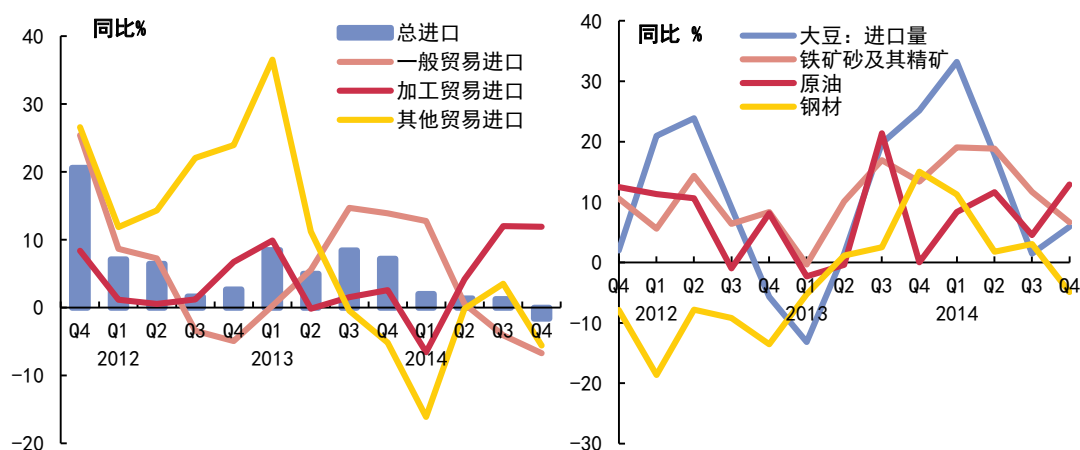 同比%
总进口
一般贸易进口
加工贸易进口
其他贸易进口
40
30
20
10
0
-10
-20
Q4 Q1 Q2 Q3 Q4 Q1 Q2 Q3 Q4 Q1 Q2 Q3 Q4
2012 2013 2014
同比 %
大豆：进口量
铁矿砂及其精矿
原油
钢材
40
30
20
10
0
-10
-20
-30
Q4 Q1 Q2 Q3 Q4 Q1 Q2 Q3 Q4 Q1 Q2 Q3 Q4
2012 2013 2014